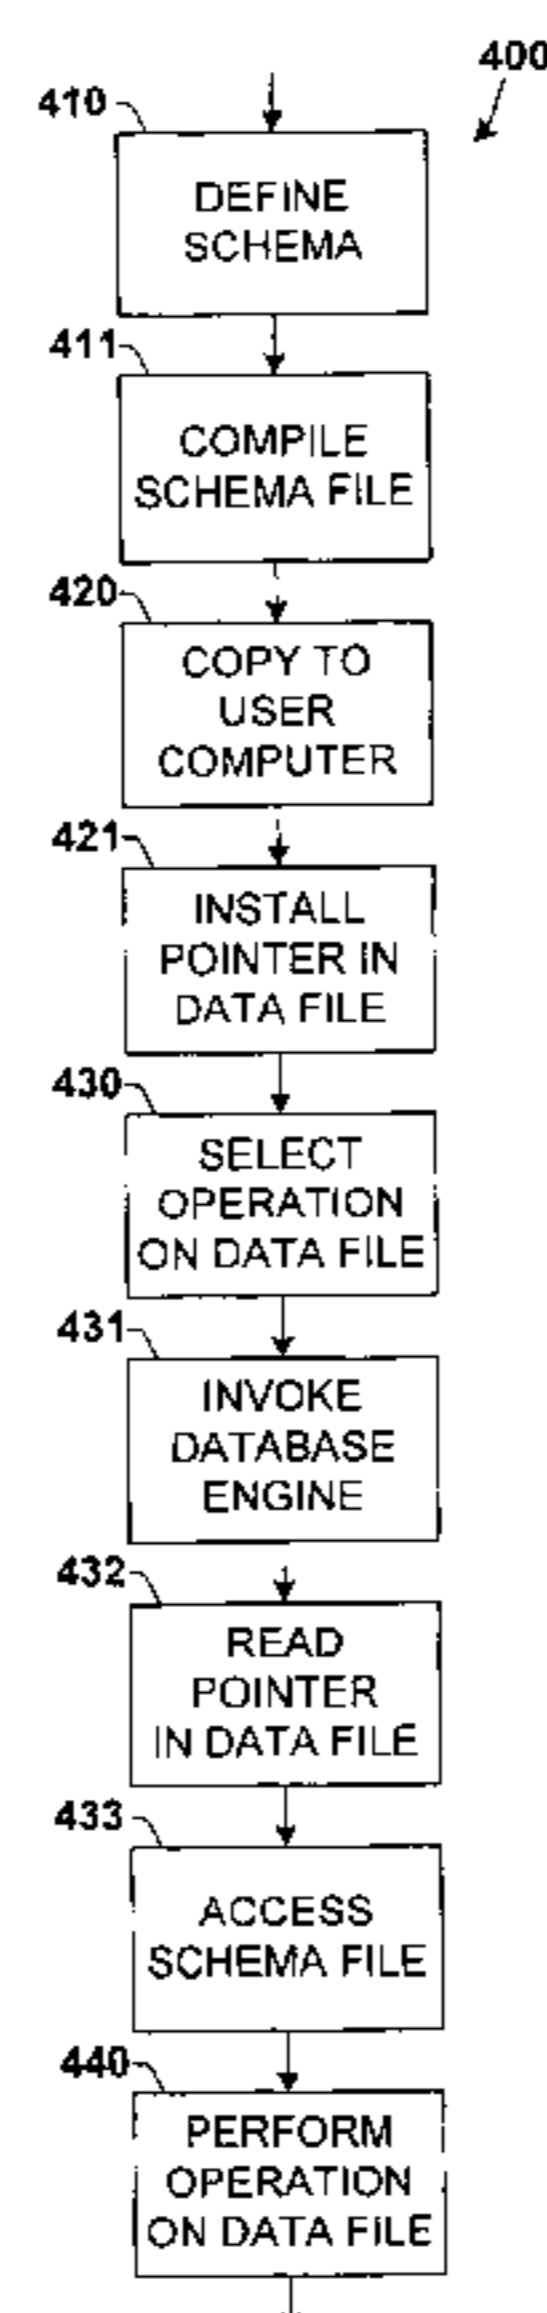 400
410
DEFINE
SCHEMA
411
COMPILE
SCHEMA FILE
420
COPY TO
USER
COMPUTER
421
INSTALL
POINTER IN
DATA FILE
430
SELECT
OPERATION
ON DATA FILE
431
INVOKE
DATABASE
ENGINE
432
READ
POINTER
IN DATA FILE
433
ACCESS
SCHEMA FILE
440
PERFORM
OPERATION
ON DATA FILE